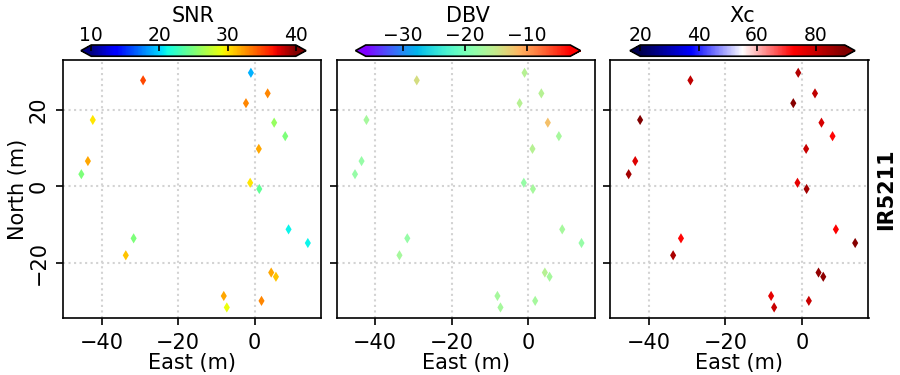 SNR DBV Xc
10 20 30 40 −30 −20 −10 20 40 60 80
North (m)
20
0
−20
IR5211
−40 −20 0 −40 −20 0 −40 −20 0
East (m) East (m) East (m)